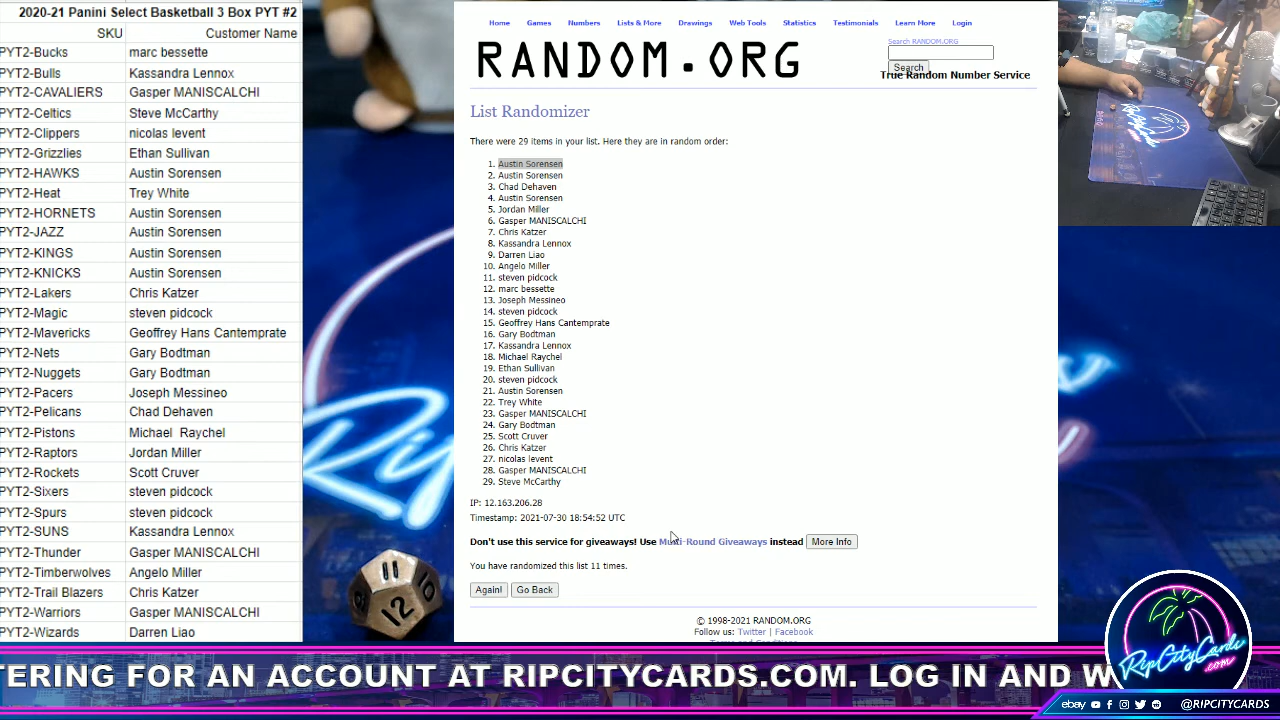 2020-21 Panini Select Basketball 3 Box PYT #2
SKU Customer Name
PYT2-Bucks marc bessette
PYT2-Bulls Kassandra Lennox
PYT2-CAVALIERS Gasper MANISCALCHI
PYT2-Celtics Steve McCarthy
PYT2-Clippers nicolas levent
PYT2-Grizzlies Ethan Sullivan
PYT2-HAWKS Austin Sorensen
PYT2-Heat Trey White
PYT2-HORNETS Austin Sorensen
PYT2-JAZZ Austin Sorensen
PYT2-KINGS Austin Sorensen
PYT2-KNICKS Austin Sorensen
PYT2-Lakers Chris Katzer
PYT2-Magic steven pidcock
PYT2-Mavericks Geoffrey Hans Cantemprate
PYT2-Nets Gary Bodtman
PYT2-Nuggets Gary Bodtman
PYT2-Pacers Joseph Messineo
PYT2-Pelicans Chad Dehaven
PYT2-Pistons Michael Raychel
PYT2-Raptors Jordan Miller
PYT2-Rockets Scott Cruver
PYT2-Sixers steven pidcock
PYT2-Spurs steven pidcock
PYT2-SUNS Kassandra Lennox
PYT2-Thunder Gasper MANISCALCHI
PYT2-Timberwolves Angelo Miller
PYT2-Trail Blazers Chris Katzer
PYT2-Warriors Gasper MANISCALCHI
PYT2-Wizards Darren Liao
Home Games Numbers Lists & More Drawings Web Tools Statistics Testimonials Learn More Login
RANDOM.ORG
Search RANDOM.ORG
Search
True Random Number Service
List Randomizer
There were 29 items in your list. Here they are in random order:
1. Austin Sorensen
2. Austin Sorensen
3. Chad Dehaven
4. Austin Sorensen
5. Jordan Miller
6. Gasper MANISCALCHI
7. Chris Katzer
8. Kassandra Lennox
9. Darren Liao
10. Angelo Miller
11. steven pidcock
12. marc bessette
13. Joseph Messineo
14. steven pidcock
15. Geoffrey Hans Cantemprate
16. Gary Bodtman
17. Kassandra Lennox
18. Michael Raychel
19. Ethan Sullivan
20. steven pidcock
21. Austin Sorensen
22. Trey White
23. Gasper MANISCALCHI
24. Gary Bodtman
25. Scott Cruver
26. Chris Katzer
27. nicolas levent
28. Gasper MANISCALCHI
29. Steve McCarthy
IP: 12.163.206.28
Timestamp: 2021-07-30 18:54:52 UTC
Don't use this service for giveaways! Use Multi-Round Giveaways instead More Info
You have randomized this list 11 times.
Again! Go Back
© 1998-2021 RANDOM.ORG
Follow us: Twitter | Facebook
11
12
TERING FOR AN ACCOUNT AT RIPCITYCARDS.COM. LOG IN AND W
RipCityCards
.com
ebay @RIPCITYCARDS